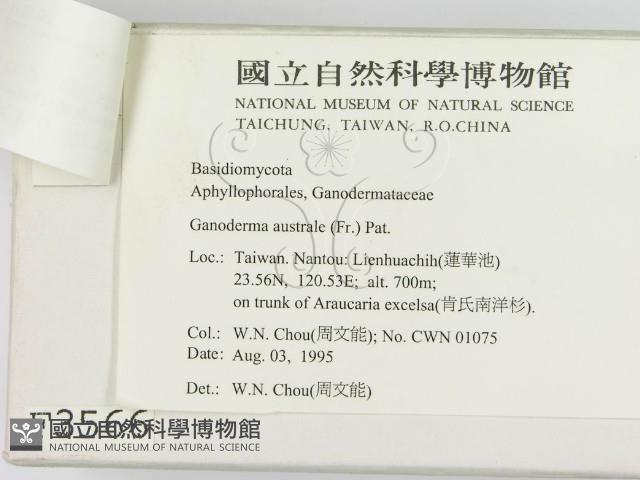 國立自然科學博物館
NATIONAL MUSEUM OF NATURAL SCIENCE
TAICHUNG, TAIWAN, R.O.CHINA
Basidiomycota
Aphyllophorales, Ganodermataceae
Ganoderma australe (Fr.) Pat.
Loc.: Taiwan. Nantou: Lienhuachih(蓮華池)
23.56N, 120.53E; alt. 700m;
on trunk of Araucaria excelsa(肯氏南洋杉).
Col.: W.N. Chou(周文能); No. CWN 01075
Date: Aug. 03, 1995
Det.: W.N. Chou(周文能)
F3566
國立自然科學博物館
NATIONAL MUSEUM OF NATURAL SCIENCE